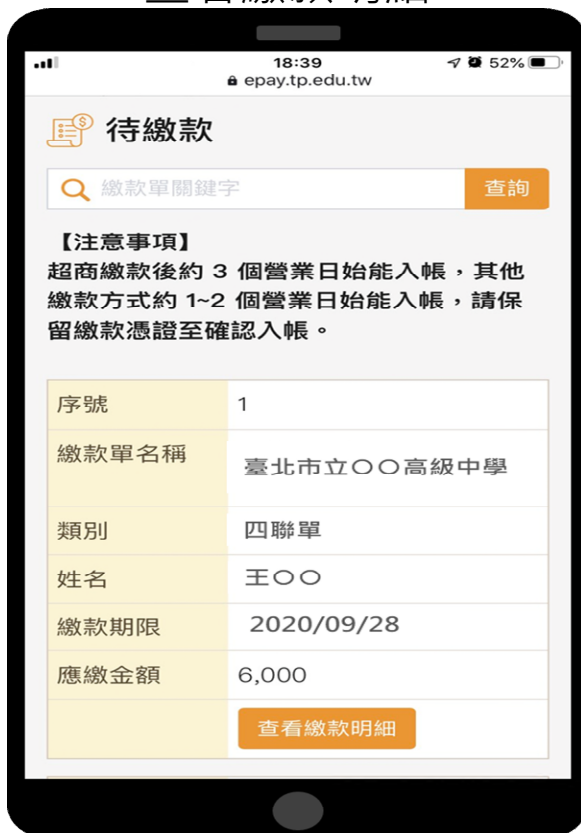 18:39
52%
epay.tp.edu.tw
待繳款
繳款單關鍵字
查詢
【注意事項】
超商繳款後約 3 個營業日始能入帳，其他
繳款方式約 1~2 個營業日始能入帳，請保
留繳款憑證至確認入帳。
序號 1
繳款單名稱 臺北市立〇〇高級中學
類別 四聯單
姓名 王〇〇
繳款期限 2020/09/28
應繳金額 6,000
查看繳款明細